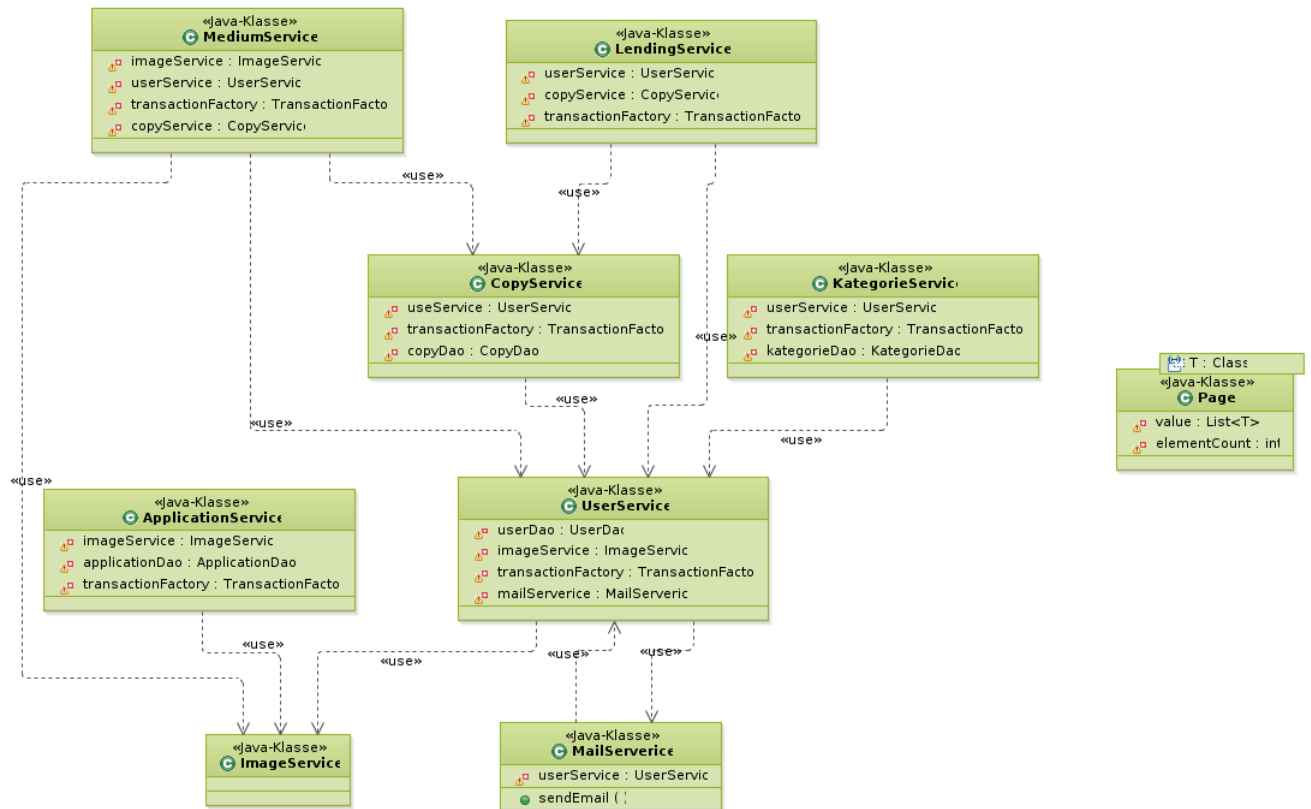 «Java-Klasse»
MediumService
imageService : ImageServic
userService : UserServic
transactionFactory : TransactionFacto
copyService : CopyService
«Java-Klasse»
LendingService
userService : UserServic
copyService : CopyService
transactionFactory : TransactionFacto
«use»
«use»
«Java-Klasse»
CopyService
useService : UserServic
transactionFactory : TransactionFacto
copyDao : CopyDao
«Java-Klasse»
KategorieService
userService : UserServic
transactionFactory : TransactionFacto
kategorieDao : KategorieDao
«use»
T : Class
«Java-Klasse»
Page
value : List<T>
elementCount : int
«use»
«use»
«use»
«use»
«Java-Klasse»
ApplicationService
imageService : ImageServic
applicationDao : ApplicationDao
transactionFactory : TransactionFacto
«Java-Klasse»
UserService
userDao : UserDao
imageService : ImageServic
transactionFactory : TransactionFacto
mailServerice : MailServeric
«use»
«use»
«use»
«use»
«Java-Klasse»
ImageService
«Java-Klasse»
MailServerice
userService : UserServic
sendEmail ( )